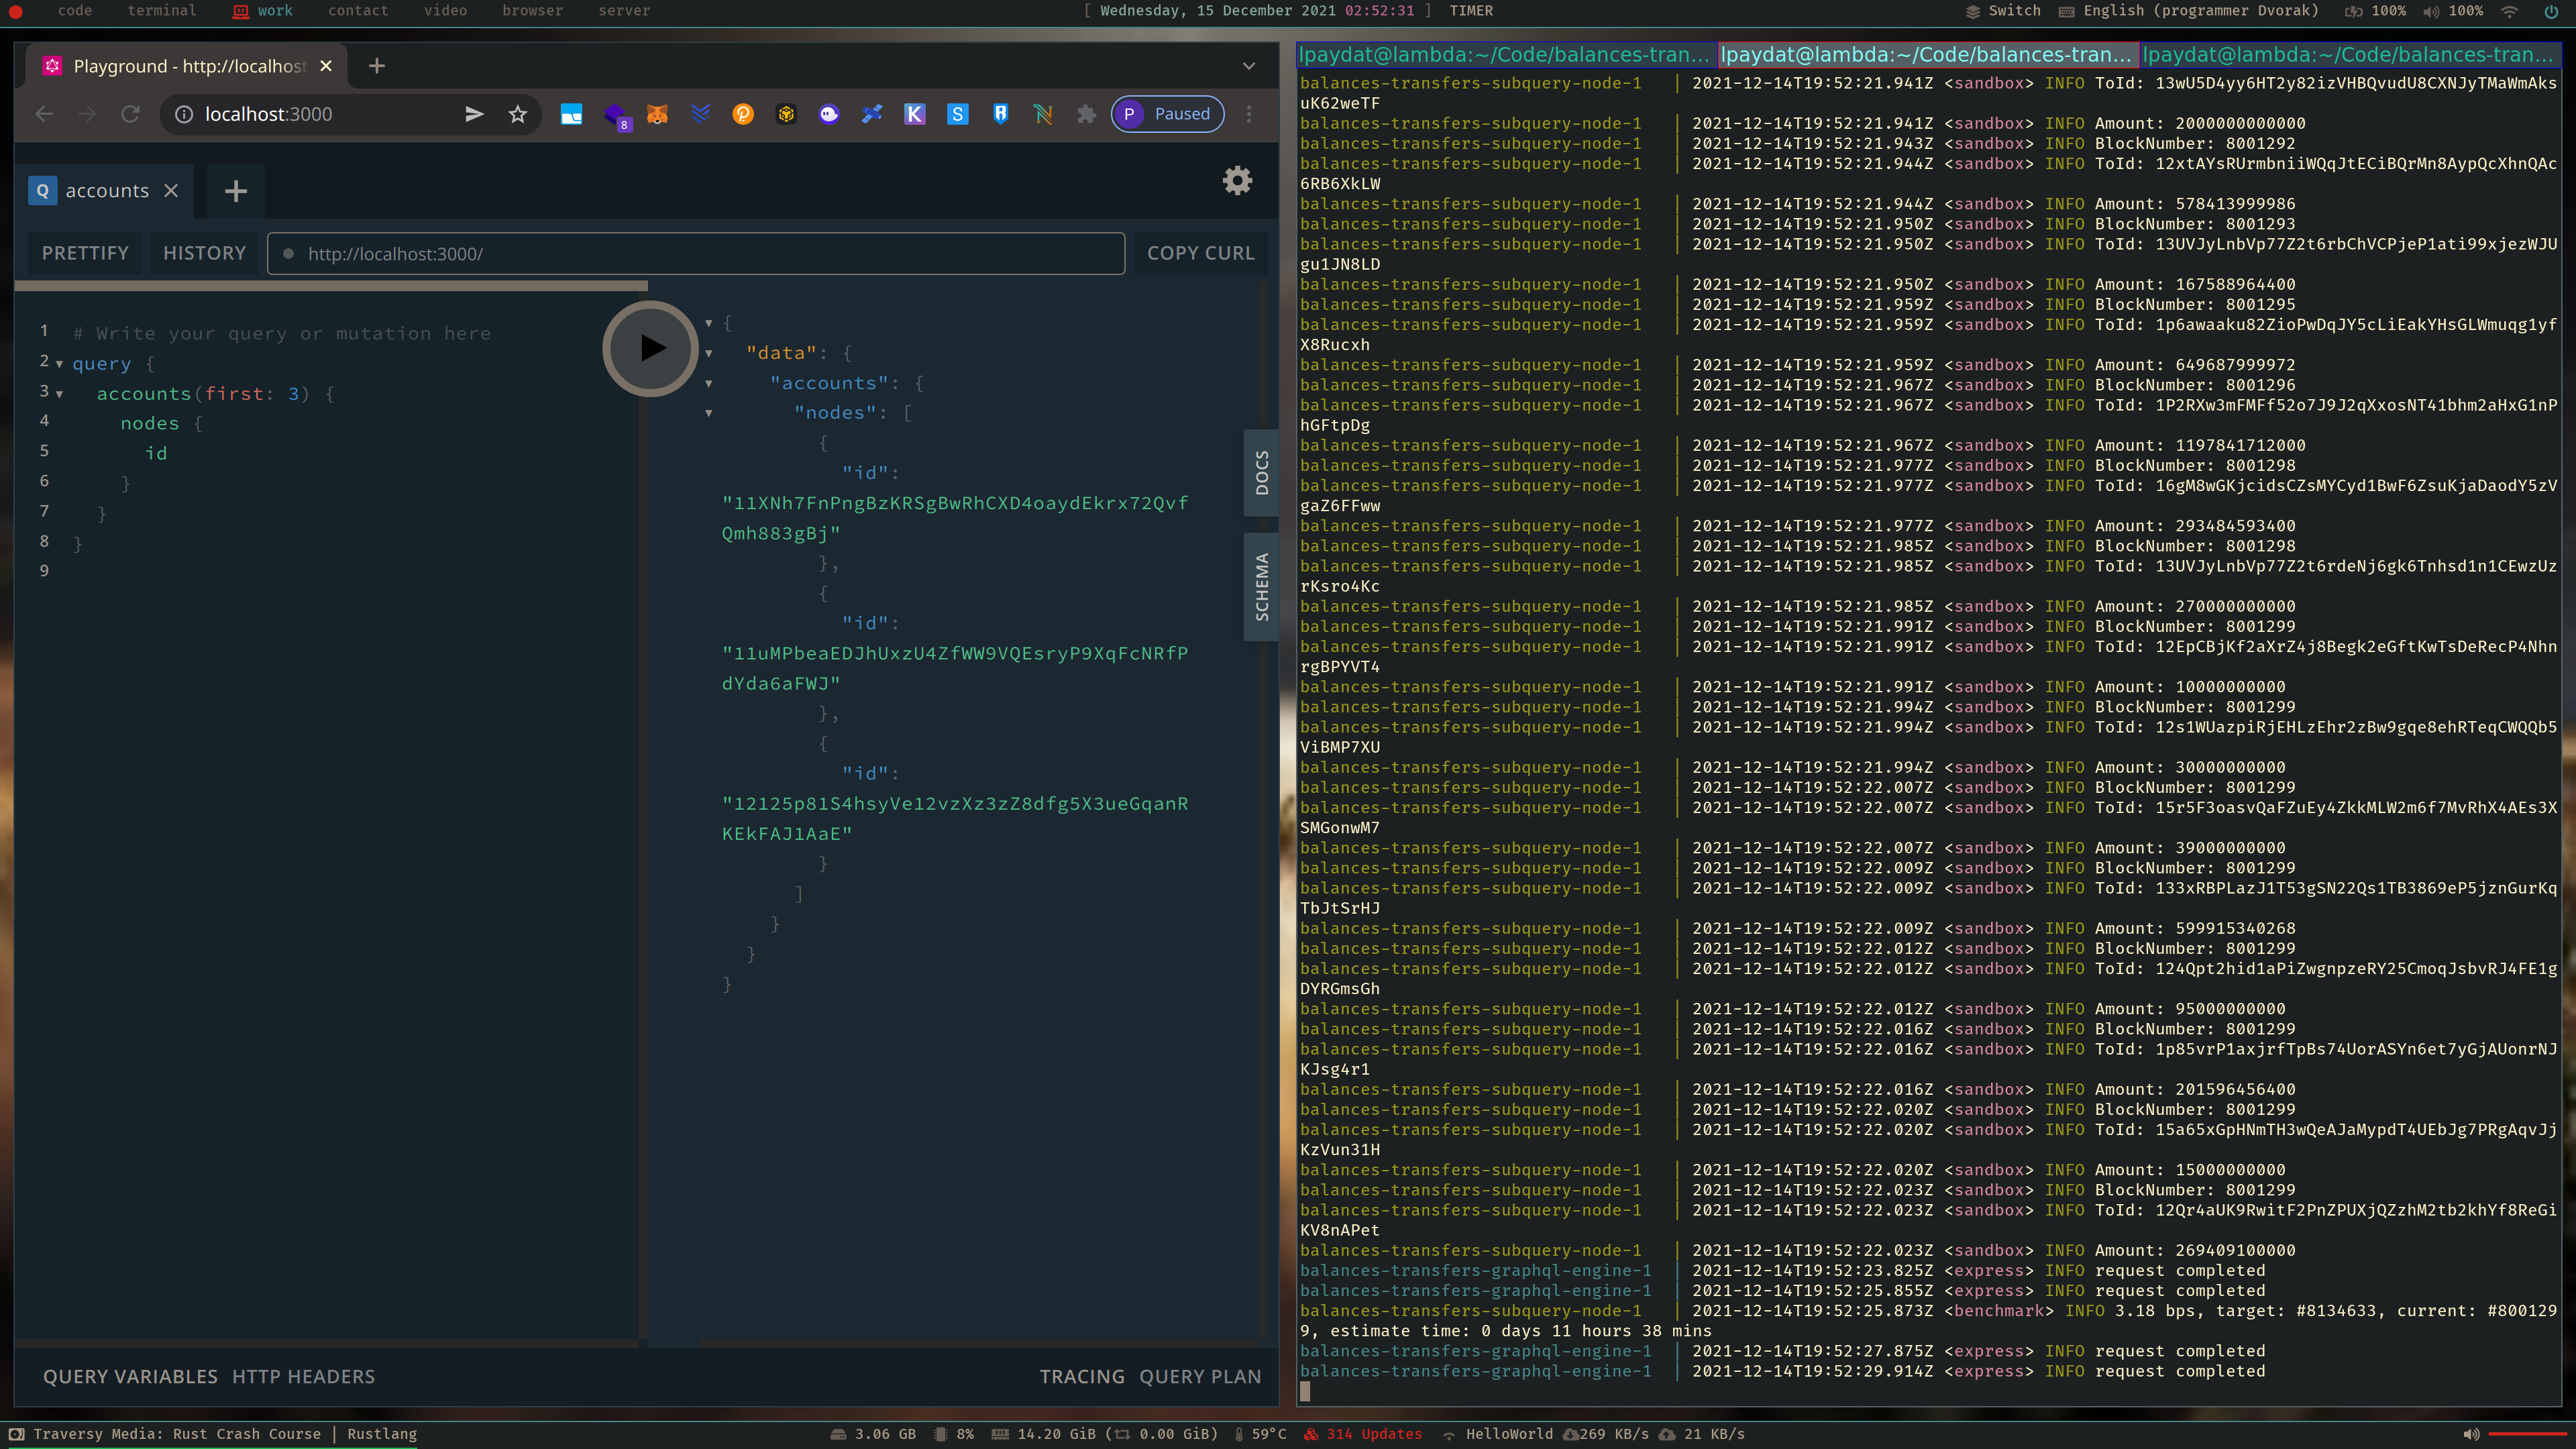 code terminal work contact video browser server [ Wednesday, 15 December 2021 02:52:31 ] TIMER Switch English (programmer Dvorak) 100% 100%
Playground - http://localhost
localhost:3000
8
P Paused
Q accounts
PRETTIFY HISTORY http://localhost:3000/ COPY CURL
1 # Write your query or mutation here
2 query {
3 accounts(first: 3) {
4 nodes {
5 id
6 }
7 }
8 }
9
{
"data": {
"accounts": {
"nodes": [
{
"id":
"11XNh7FnPngBzKRSgBwRhCXD4oaydEkrx72Qvf
Qmh883gBj"
},
{
"id":
"11uMPbeaEDJhUxzU4ZfWW9VQEsryP9XqFcNRfP
dYda6aFWJ"
},
{
"id":
"12125p81S4hsyVe12vzXz3zZ8dfg5X3ueGqanR
KEkFAJ1AaE"
}
]
}
}
}
DOCS
SCHEMA
QUERY VARIABLES HTTP HEADERS TRACING QUERY PLAN
lpaydat@lambda:~/Code/balances-tran... lpaydat@lambda:~/Code/balances-tran... lpaydat@lambda:~/Code/balances-tran...
balances-transfers-subquery-node-1 | 2021-12-14T19:52:21.941Z <sandbox> INFO ToId: 13wU5D4yy6HT2y82izVHBQvudU8CXNJyTMaWmAks
uK62weTF
balances-transfers-subquery-node-1 | 2021-12-14T19:52:21.941Z <sandbox> INFO Amount: 2000000000000
balances-transfers-subquery-node-1 | 2021-12-14T19:52:21.943Z <sandbox> INFO BlockNumber: 8001292
balances-transfers-subquery-node-1 | 2021-12-14T19:52:21.944Z <sandbox> INFO ToId: 12xtAYsRUrmbniiWQqJtECiBQrMn8AypQcXhnQAc
6RB6XkLW
balances-transfers-subquery-node-1 | 2021-12-14T19:52:21.944Z <sandbox> INFO Amount: 578413999986
balances-transfers-subquery-node-1 | 2021-12-14T19:52:21.950Z <sandbox> INFO BlockNumber: 8001293
balances-transfers-subquery-node-1 | 2021-12-14T19:52:21.950Z <sandbox> INFO ToId: 13UVJyLnbVp77Z2t6rbChVCPjeP1ati99xjezWJU
gu1JN8LD
balances-transfers-subquery-node-1 | 2021-12-14T19:52:21.950Z <sandbox> INFO Amount: 167588964400
balances-transfers-subquery-node-1 | 2021-12-14T19:52:21.959Z <sandbox> INFO BlockNumber: 8001295
balances-transfers-subquery-node-1 | 2021-12-14T19:52:21.959Z <sandbox> INFO ToId: 1p6awaaku82ZioPwDqJY5cLiEakYHsGLWmuqg1yf
X8Rucxh
balances-transfers-subquery-node-1 | 2021-12-14T19:52:21.959Z <sandbox> INFO Amount: 649687999972
balances-transfers-subquery-node-1 | 2021-12-14T19:52:21.967Z <sandbox> INFO BlockNumber: 8001296
balances-transfers-subquery-node-1 | 2021-12-14T19:52:21.967Z <sandbox> INFO ToId: 1P2RXw3mFMFf52o7J9J2qXxosNT41bhm2aHxG1nP
hGFtpDg
balances-transfers-subquery-node-1 | 2021-12-14T19:52:21.967Z <sandbox> INFO Amount: 1197841712000
balances-transfers-subquery-node-1 | 2021-12-14T19:52:21.977Z <sandbox> INFO BlockNumber: 8001298
balances-transfers-subquery-node-1 | 2021-12-14T19:52:21.977Z <sandbox> INFO ToId: 16gM8wGKjcidsCZsMYCyd1BwF6ZsuKjaDaodY5zV
gaZ6FFww
balances-transfers-subquery-node-1 | 2021-12-14T19:52:21.977Z <sandbox> INFO Amount: 293484593400
balances-transfers-subquery-node-1 | 2021-12-14T19:52:21.985Z <sandbox> INFO BlockNumber: 8001298
balances-transfers-subquery-node-1 | 2021-12-14T19:52:21.985Z <sandbox> INFO ToId: 13UVJyLnbVp77Z2t6rdeNj6gk6Tnhsd1n1CEwzUz
rKsro4Kc
balances-transfers-subquery-node-1 | 2021-12-14T19:52:21.985Z <sandbox> INFO Amount: 270000000000
balances-transfers-subquery-node-1 | 2021-12-14T19:52:21.991Z <sandbox> INFO BlockNumber: 8001299
balances-transfers-subquery-node-1 | 2021-12-14T19:52:21.991Z <sandbox> INFO ToId: 12EpCBjKf2aXrZ4j8Begk2eGftKwTsDeRecP4Nhn
rgBPYVT4
balances-transfers-subquery-node-1 | 2021-12-14T19:52:21.991Z <sandbox> INFO Amount: 10000000000
balances-transfers-subquery-node-1 | 2021-12-14T19:52:21.994Z <sandbox> INFO BlockNumber: 8001299
balances-transfers-subquery-node-1 | 2021-12-14T19:52:21.994Z <sandbox> INFO ToId: 12s1WUazpiRjEHLzEhr2zBw9gqe8ehRTeqCWQQb5
ViBMP7XU
balances-transfers-subquery-node-1 | 2021-12-14T19:52:21.994Z <sandbox> INFO Amount: 30000000000
balances-transfers-subquery-node-1 | 2021-12-14T19:52:22.007Z <sandbox> INFO BlockNumber: 8001299
balances-transfers-subquery-node-1 | 2021-12-14T19:52:22.007Z <sandbox> INFO ToId: 15r5F3oasvQaFZuEy4ZkkMLW2m6f7MvRhX4AEs3X
SMGonwM7
balances-transfers-subquery-node-1 | 2021-12-14T19:52:22.007Z <sandbox> INFO Amount: 39000000000
balances-transfers-subquery-node-1 | 2021-12-14T19:52:22.009Z <sandbox> INFO BlockNumber: 8001299
balances-transfers-subquery-node-1 | 2021-12-14T19:52:22.009Z <sandbox> INFO ToId: 133xRBPLazJ1T53gSN22Qs1TB3869eP5jznGurKq
TbJtSrHJ
balances-transfers-subquery-node-1 | 2021-12-14T19:52:22.009Z <sandbox> INFO Amount: 599915340268
balances-transfers-subquery-node-1 | 2021-12-14T19:52:22.012Z <sandbox> INFO BlockNumber: 8001299
balances-transfers-subquery-node-1 | 2021-12-14T19:52:22.012Z <sandbox> INFO ToId: 124Qpt2hid1aPiZwgnpzeRY25CmoqJsbvRJ4FE1g
DYRGmsGh
balances-transfers-subquery-node-1 | 2021-12-14T19:52:22.012Z <sandbox> INFO Amount: 95000000000
balances-transfers-subquery-node-1 | 2021-12-14T19:52:22.016Z <sandbox> INFO BlockNumber: 8001299
balances-transfers-subquery-node-1 | 2021-12-14T19:52:22.016Z <sandbox> INFO ToId: 1p85vrP1axjrfTpBs74UorASYn6et7yGjAUonrNJ
KJsg4r1
balances-transfers-subquery-node-1 | 2021-12-14T19:52:22.016Z <sandbox> INFO Amount: 201596456400
balances-transfers-subquery-node-1 | 2021-12-14T19:52:22.020Z <sandbox> INFO BlockNumber: 8001299
balances-transfers-subquery-node-1 | 2021-12-14T19:52:22.020Z <sandbox> INFO ToId: 15a65xGpHNmTH3wQeAJaMypdT4UEbJg7PRgAqvJj
KzVun31H
balances-transfers-subquery-node-1 | 2021-12-14T19:52:22.020Z <sandbox> INFO Amount: 15000000000
balances-transfers-subquery-node-1 | 2021-12-14T19:52:22.023Z <sandbox> INFO BlockNumber: 8001299
balances-transfers-subquery-node-1 | 2021-12-14T19:52:22.023Z <sandbox> INFO ToId: 12Qr4aUK9RwitF2PnZPUXjQZzhM2tb2khYf8ReGi
KV8nAPet
balances-transfers-subquery-node-1 | 2021-12-14T19:52:22.023Z <sandbox> INFO Amount: 269409100000
balances-transfers-graphql-engine-1 | 2021-12-14T19:52:23.825Z <express> INFO request completed
balances-transfers-graphql-engine-1 | 2021-12-14T19:52:25.855Z <express> INFO request completed
balances-transfers-subquery-node-1 | 2021-12-14T19:52:25.873Z <benchmark> INFO 3.18 bps, target: #8134633, current: #800129
9, estimate time: 0 days 11 hours 38 mins
balances-transfers-graphql-engine-1 | 2021-12-14T19:52:27.875Z <express> INFO request completed
balances-transfers-graphql-engine-1 | 2021-12-14T19:52:29.914Z <express> INFO request completed
Traversy Media: Rust Crash Course | Rustlang 3.06 GB 8% 14.20 GiB ( 0.00 GiB) 59°C 314 Updates HelloWorld 269 KB/s 21 KB/s